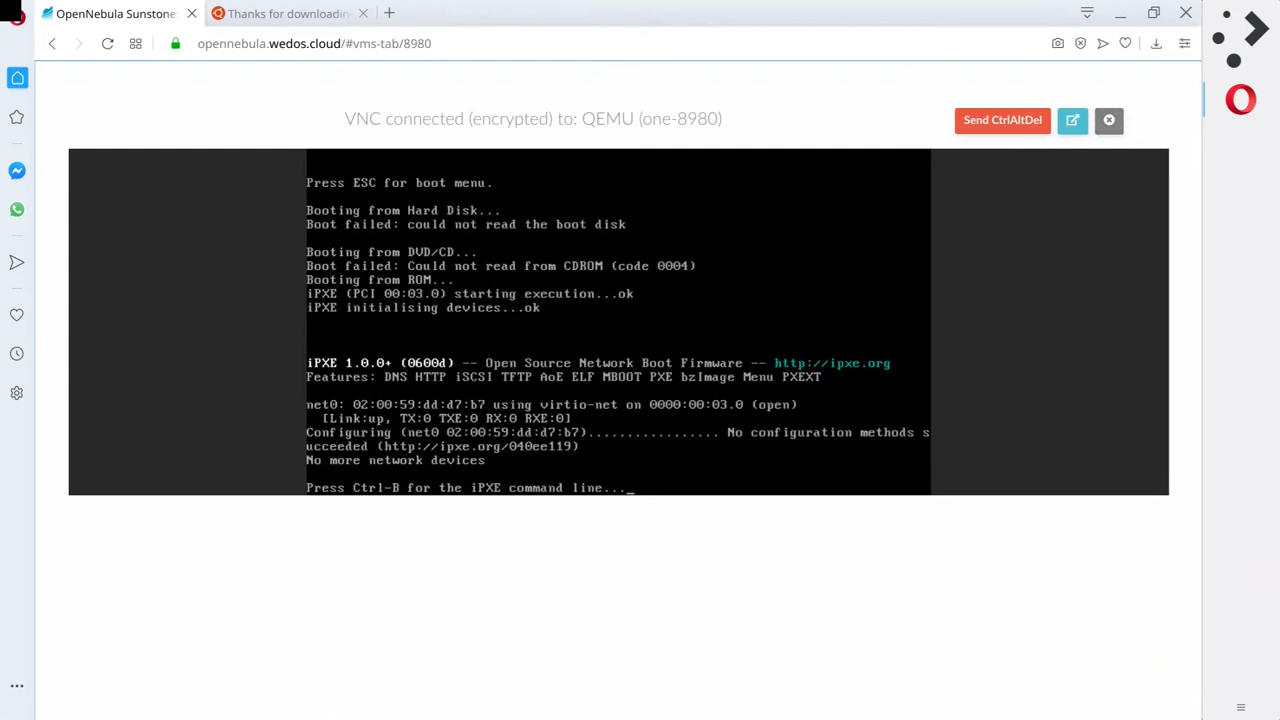 OpenNebula Sunstone:
Thanks for downloadin
opennebula.wedos.cloud/#vms-tab/8980
VNC connected (encrypted) to: QEMU (one-8980)
Send CtrlAltDel
Press ESC for boot menu.
Booting from Hard Disk...
Boot failed: could not read the boot disk
Booting from DVD/CD...
Boot failed: Could not read from CDROM (code 0004)
Booting from ROM...
iPXE (PCI 00:03.0) starting execution...ok
iPXE initialising devices...ok
iPXE 1.0.0+ (0600d) -- Open Source Network Boot Firmware -- http://ipxe.org
Features: DNS HTTP iSCSI TFTP AoE ELF MBOOT PXE bzImage Menu PXEXT
net0: 02:00:59:dd:d7:b7 using virtio-net on 0000:00:03.0 (open)
[Link:up, TX:0 TXE:0 RX:0 RXE:0]
Configuring (net0 02:00:59:dd:d7:b7)................. No configuration methods s
ucceeded (http://ipxe.org/040ee119)
No more network devices
Press Ctrl-B for the iPXE command line..._